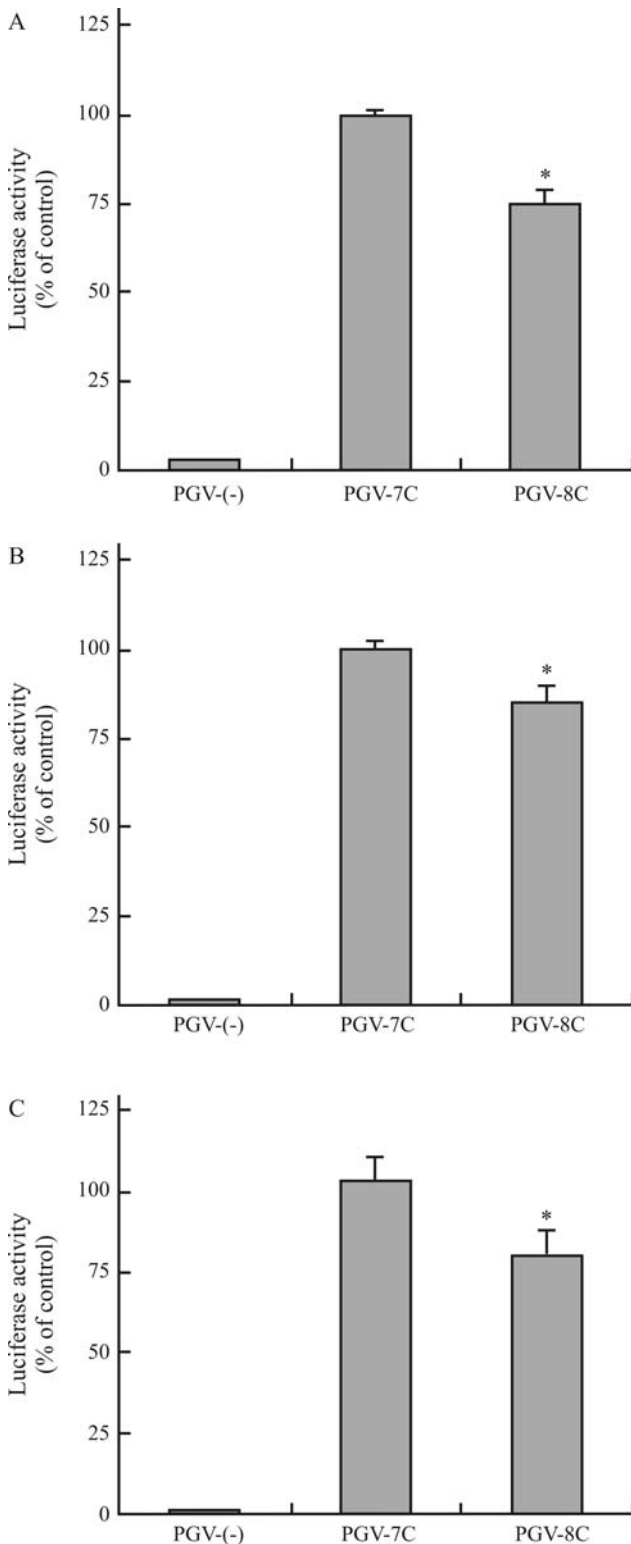 A
Luciferase activity
(% of control)
125
100
75
50
25
0
*
PGV-(-) PGV-7C PGV-8C
B
Luciferase activity
(% of control)
125
100
75
50
25
0
*
PGV-(-) PGV-7C PGV-8C
C
Luciferase activity
(% of control)
125
100
75
50
25
0
*
PGV-(-) PGV-7C PGV-8C